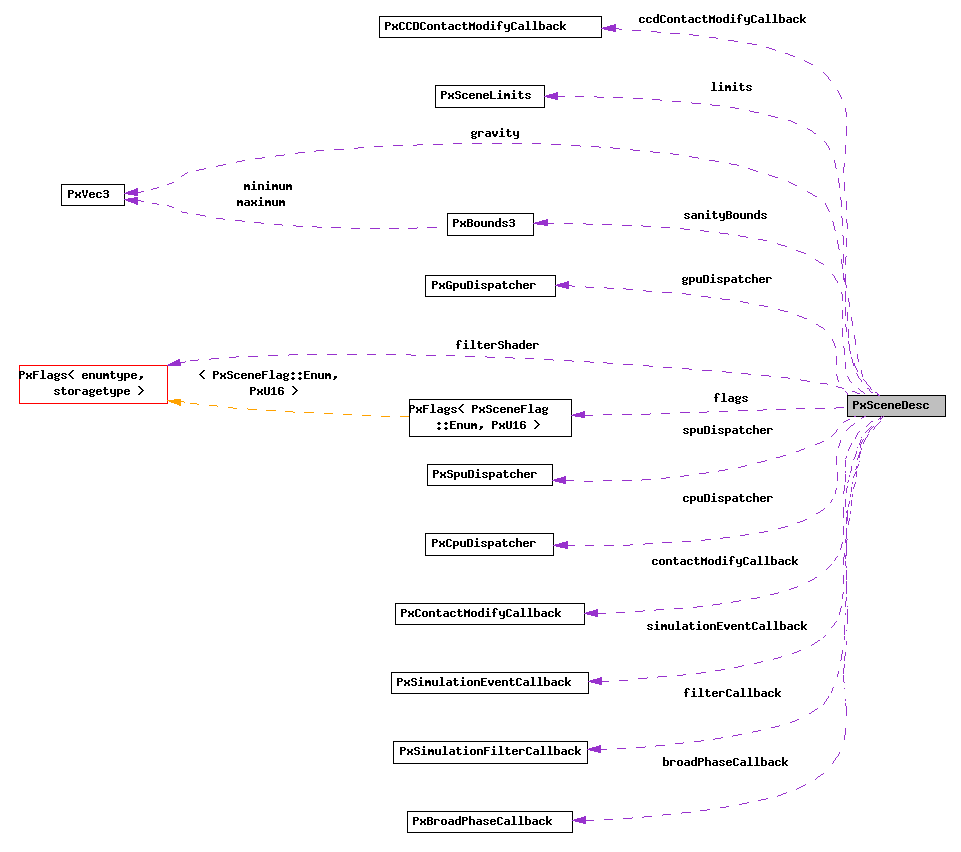 ccdContactModifyCallback
PxCCDContactModifyCallback
limits
PxSceneLimits
gravity
minimum
maximum
PxVec3
sanityBounds
PxBounds3
gpuDispatcher
PxGpuDispatcher
filterShader
PxFlags< enumtype,
storagetype >
< PxSceneFlag::Enum,
PxU16 >
flags
PxFlags< PxSceneFlag
::Enum, PxU16 >
PxSceneDesc
spuDispatcher
PxSpuDispatcher
cpuDispatcher
PxCpuDispatcher
contactModifyCallback
PxContactModifyCallback
simulationEventCallback
PxSimulationEventCallback
filterCallback
PxSimulationFilterCallback
broadPhaseCallback
PxBroadPhaseCallback